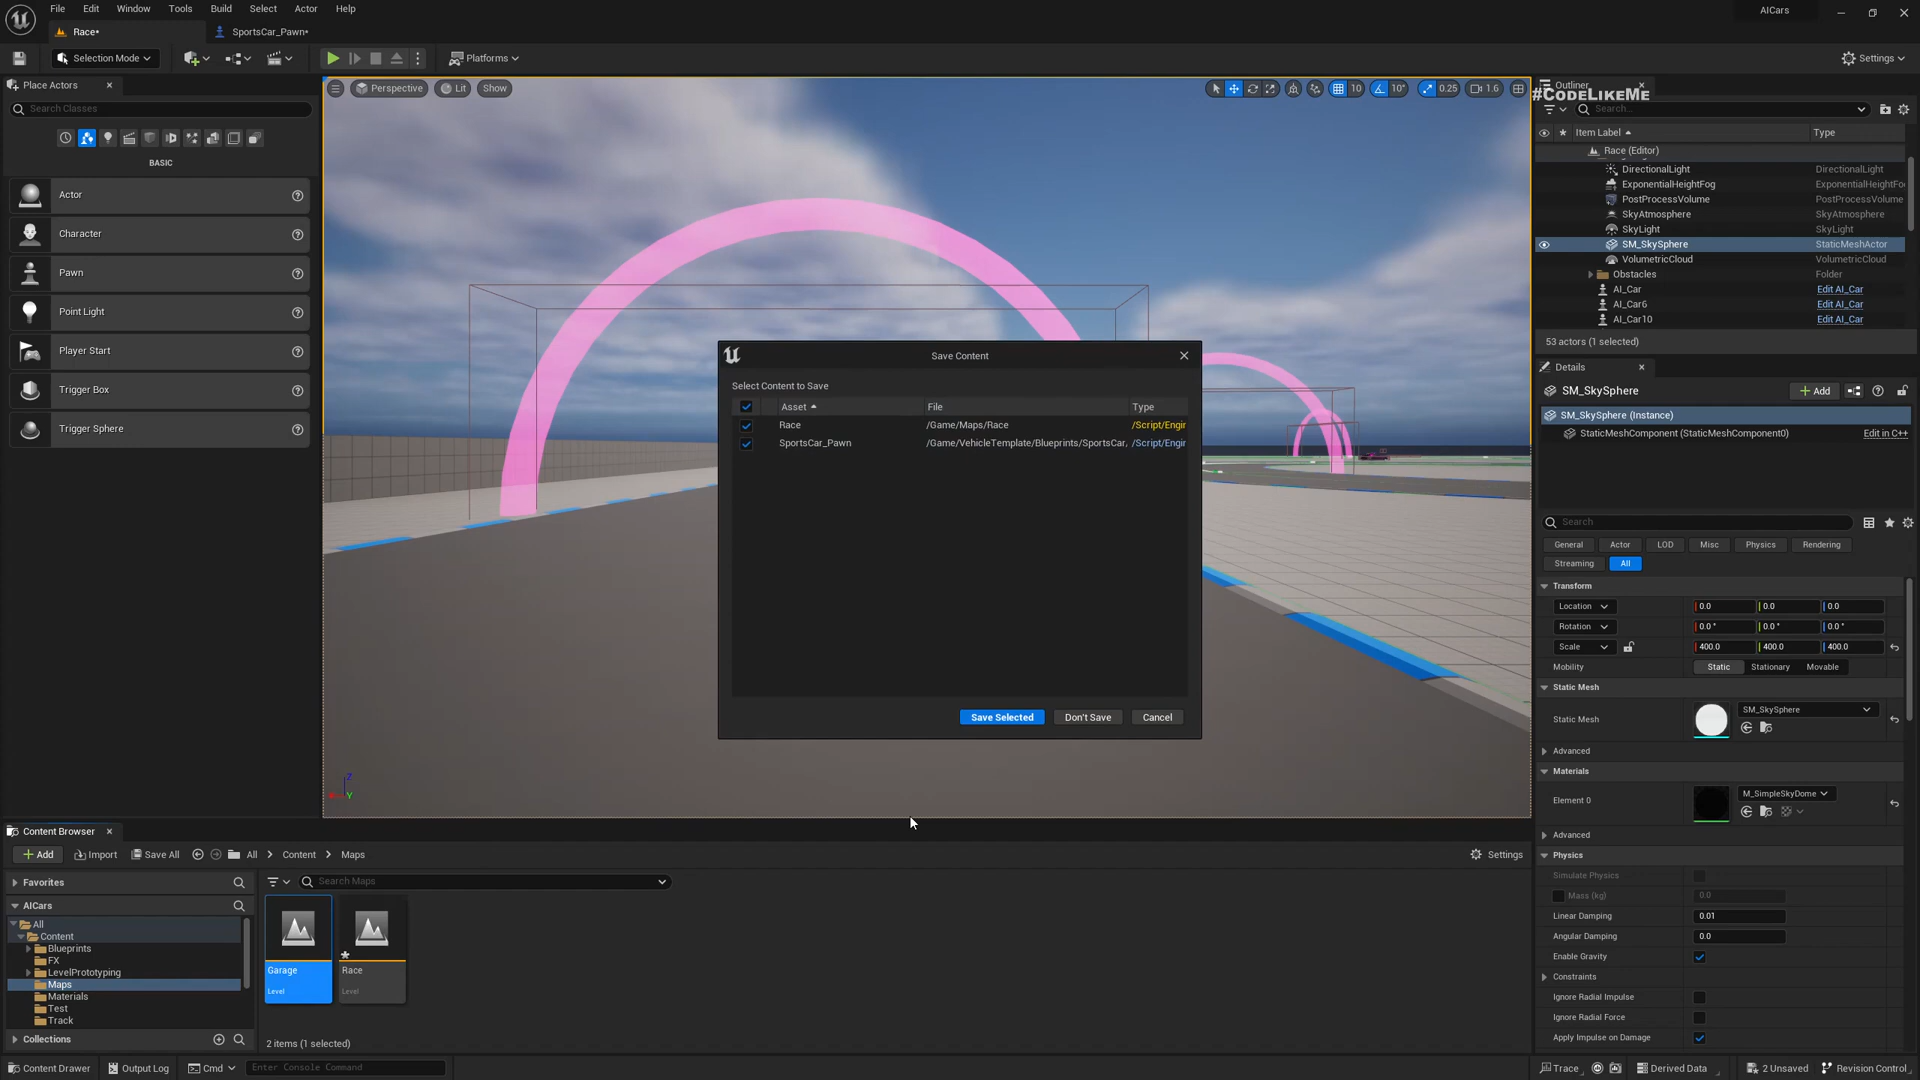 File Edit Window Tools Build Select Actor Help
AICars
Race•
SportsCar_Pawn•
Selection Mode
Platforms
Settings
Place Actors
Search Classes
BASIC
Actor
Character
Pawn
Point Light
Player Start
Trigger Box
Trigger Sphere
Perspective Lit Show
10 10° 0.25 1.6
Outliner
#CodeLikeMe
Search...
Item Label Type
Race (Editor)
DirectionalLight DirectionalLight
ExponentialHeightFog ExponentialHeightFo
PostProcessVolume PostProcessVolume
SkyAtmosphere SkyAtmosphere
SkyLight SkyLight
SM_SkySphere StaticMeshActor
VolumetricCloud VolumetricCloud
Obstacles Folder
AI_Car Edit AI_Car
AI_Car6 Edit AI_Car
AI_Car10 Edit AI_Car
53 actors (1 selected)
Save Content
Select Content to Save
Asset File Type
Race /Game/Maps/Race /Script/Engir
SportsCar_Pawn /Game/VehicleTemplate/Blueprints/SportsCar, /Script/Engir
Save Selected Don't Save Cancel
Z
Y
Details
SM_SkySphere
Add
SM_SkySphere (Instance)
StaticMeshComponent (StaticMeshComponent0) Edit in C++
Search
General Actor LOD Misc Physics Rendering
Streaming All
Transform
Location 0.0 0.0 0.0
Rotation 0.0 ° 0.0 ° 0.0 °
Scale 400.0 400.0 400.0
Mobility Static Stationary Movable
Static Mesh
Static Mesh SM_SkySphere
Advanced
Materials
Element 0 M_SimpleSkyDome
Advanced
Physics
Simulate Physics
Mass (kg) 0.0
Linear Damping 0.01
Angular Damping 0.0
Enable Gravity
Constraints
Ignore Radial Impulse
Ignore Radial Force
Apply Impulse on Damage
Content Browser
Add Import Save All All Content Maps
Settings
Favorites
Search Maps
AICars
All
Content
Blueprints
FX
LevelPrototyping
Maps
Materials
Test
Track
Collections
Garage
Level
Race
Level
2 items (1 selected)
Content Drawer Output Log Cmd Enter Console Command
Trace Derived Data 2 Unsaved Revision Control